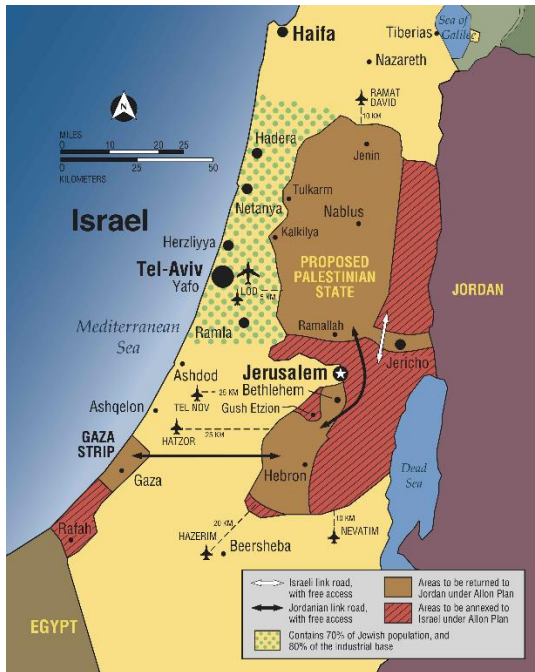 Haifa
Tiberias
Sea of
Galilee
Nazareth
RAMAT
DAVID
10 KM
N
MILES
0 5 10 15 20 25
0 25 50
KILOMETERS
Hadera
Jenin
Tulkarm
Netanya
Nablus
Israel
Kalkilya
Herzliyya
Tel-Aviv
Yafo
PROPOSED
PALESTINIAN
STATE
LOD
5 KM
JORDAN
Mediterranean
Sea
Ramla
Ramallah
Jericho
Jerusalem
Ashdod
Bethlehem
25 KM
TEL NOV
Gush Etzion
Ashqelon
HATZOR
25 KM
GAZA
STRIP
Gaza
Hebron
Dead
Sea
Rafah
20 KM
HAZERIM
Beersheba
10 KM
NEVATIM
EGYPT
Israeli link road,
with free access
Jordanian link road,
with free access
Contains 70% of Jewish population, and
80% of the industrial base
Areas to be returned to
Jordan under Allon Plan
Areas to be annexed to
Israel under Allon Plan